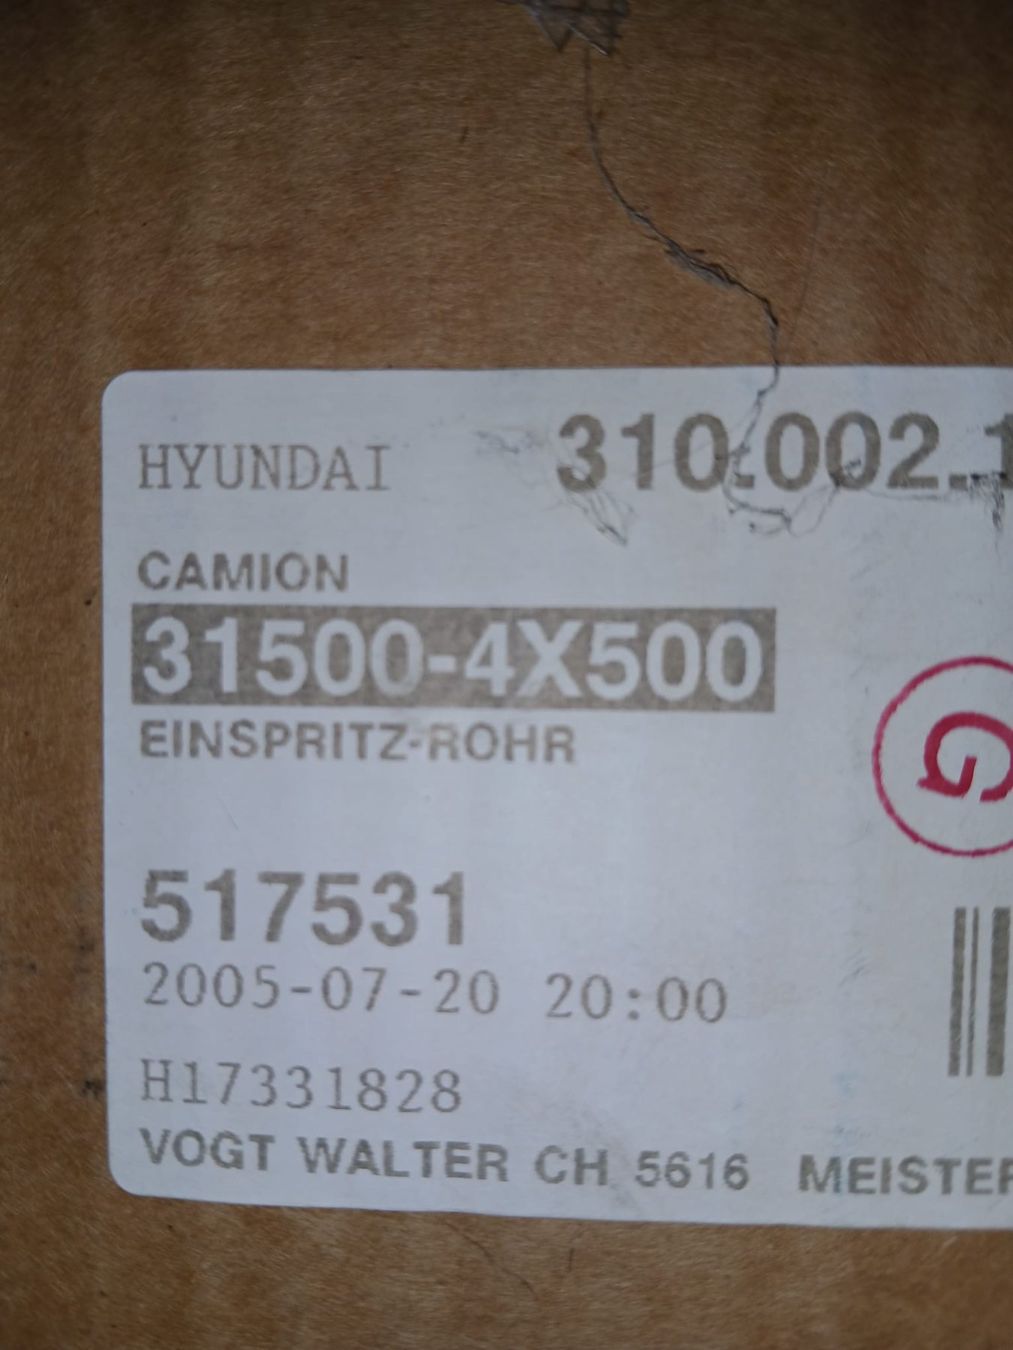 HYUNDAI 310.002.1
CAMION
31500-4X500
EINSPRITZ-ROHR
G
517531
2005-07-20 20:00
H17331828
VOGT WALTER CH 5616 MEISTER